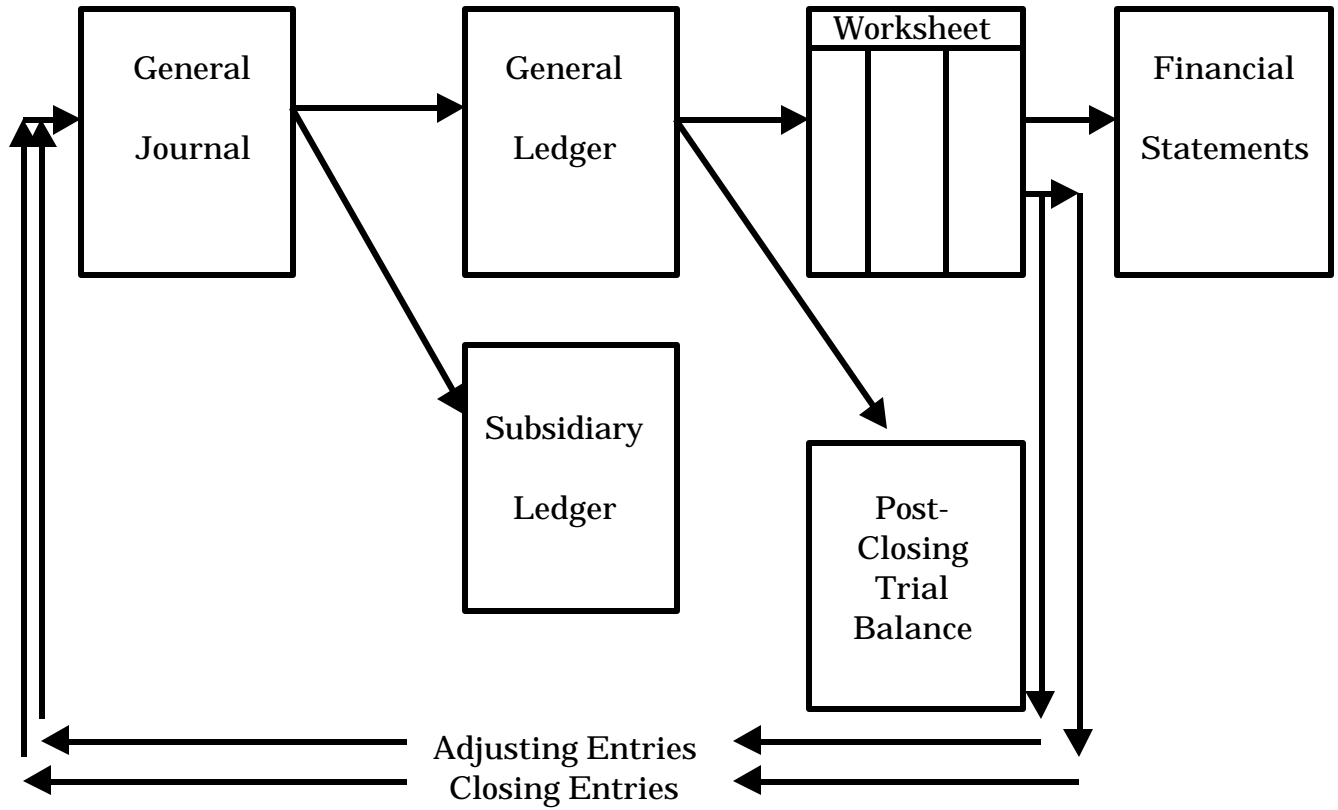 General
Journal
General
Ledger
Worksheet
Financial
Statements
Subsidiary
Ledger
Post-
Closing
Trial
Balance
Adjusting Entries
Closing Entries